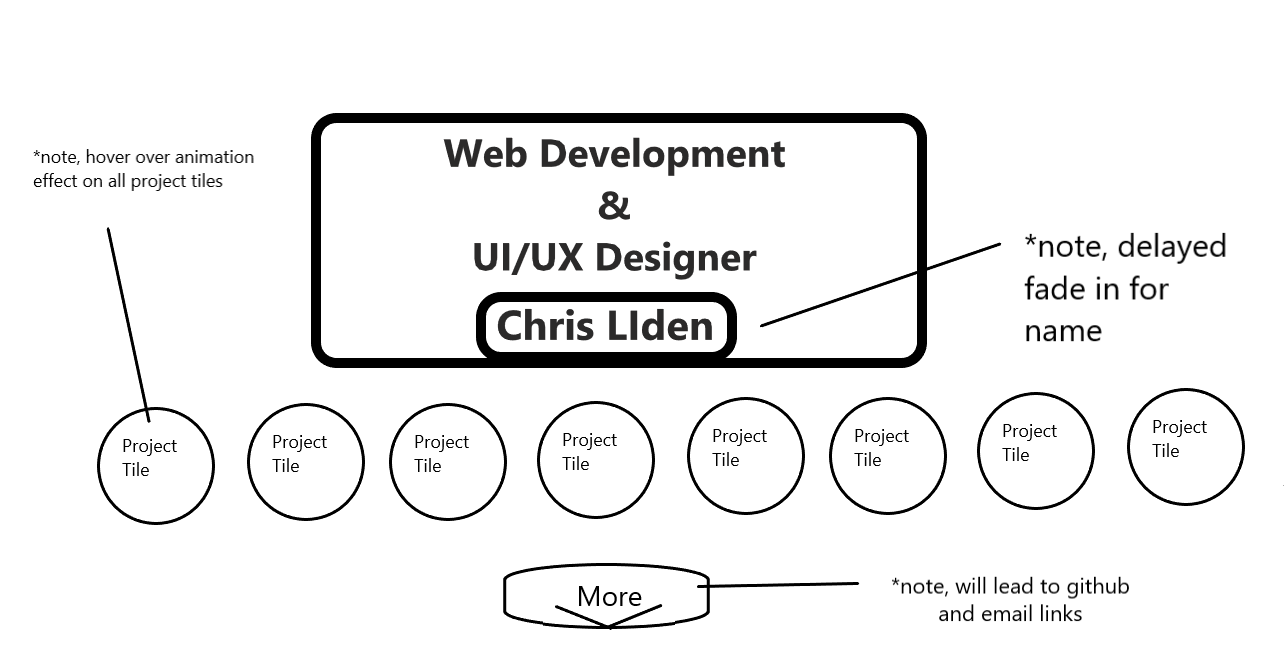 *note, hover over animation
effect on all project tiles
Web Development
&
UI/UX Designer
Chris LIden
*note, delayed
fade in for
name
Project
Tile
Project
Tile
Project
Tile
Project
Tile
Project
Tile
Project
Tile
Project
Tile
Project
Tile
More
*note, will lead to github
and email links